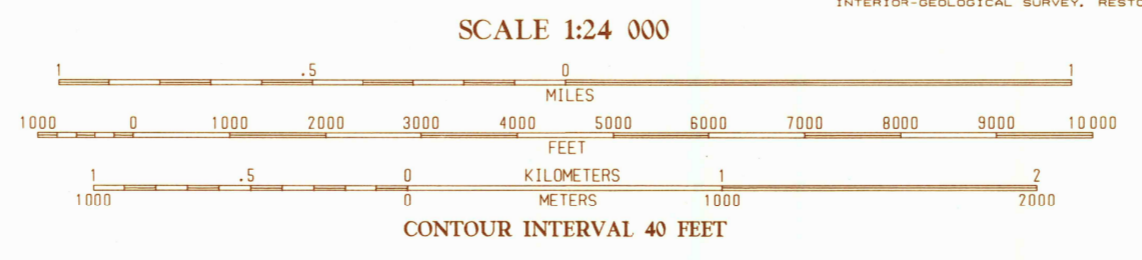 INTERIOR-GEOLOGICAL SURVEY, RESTO
SCALE 1:24 000
1 .5 0 1
MILES
1000 0 1000 2000 3000 4000 5000 6000 7000 8000 9000 10 000
FEET
1 .5 0 KILOMETERS 1 2
1000 0 METERS 1000 2000
CONTOUR INTERVAL 40 FEET